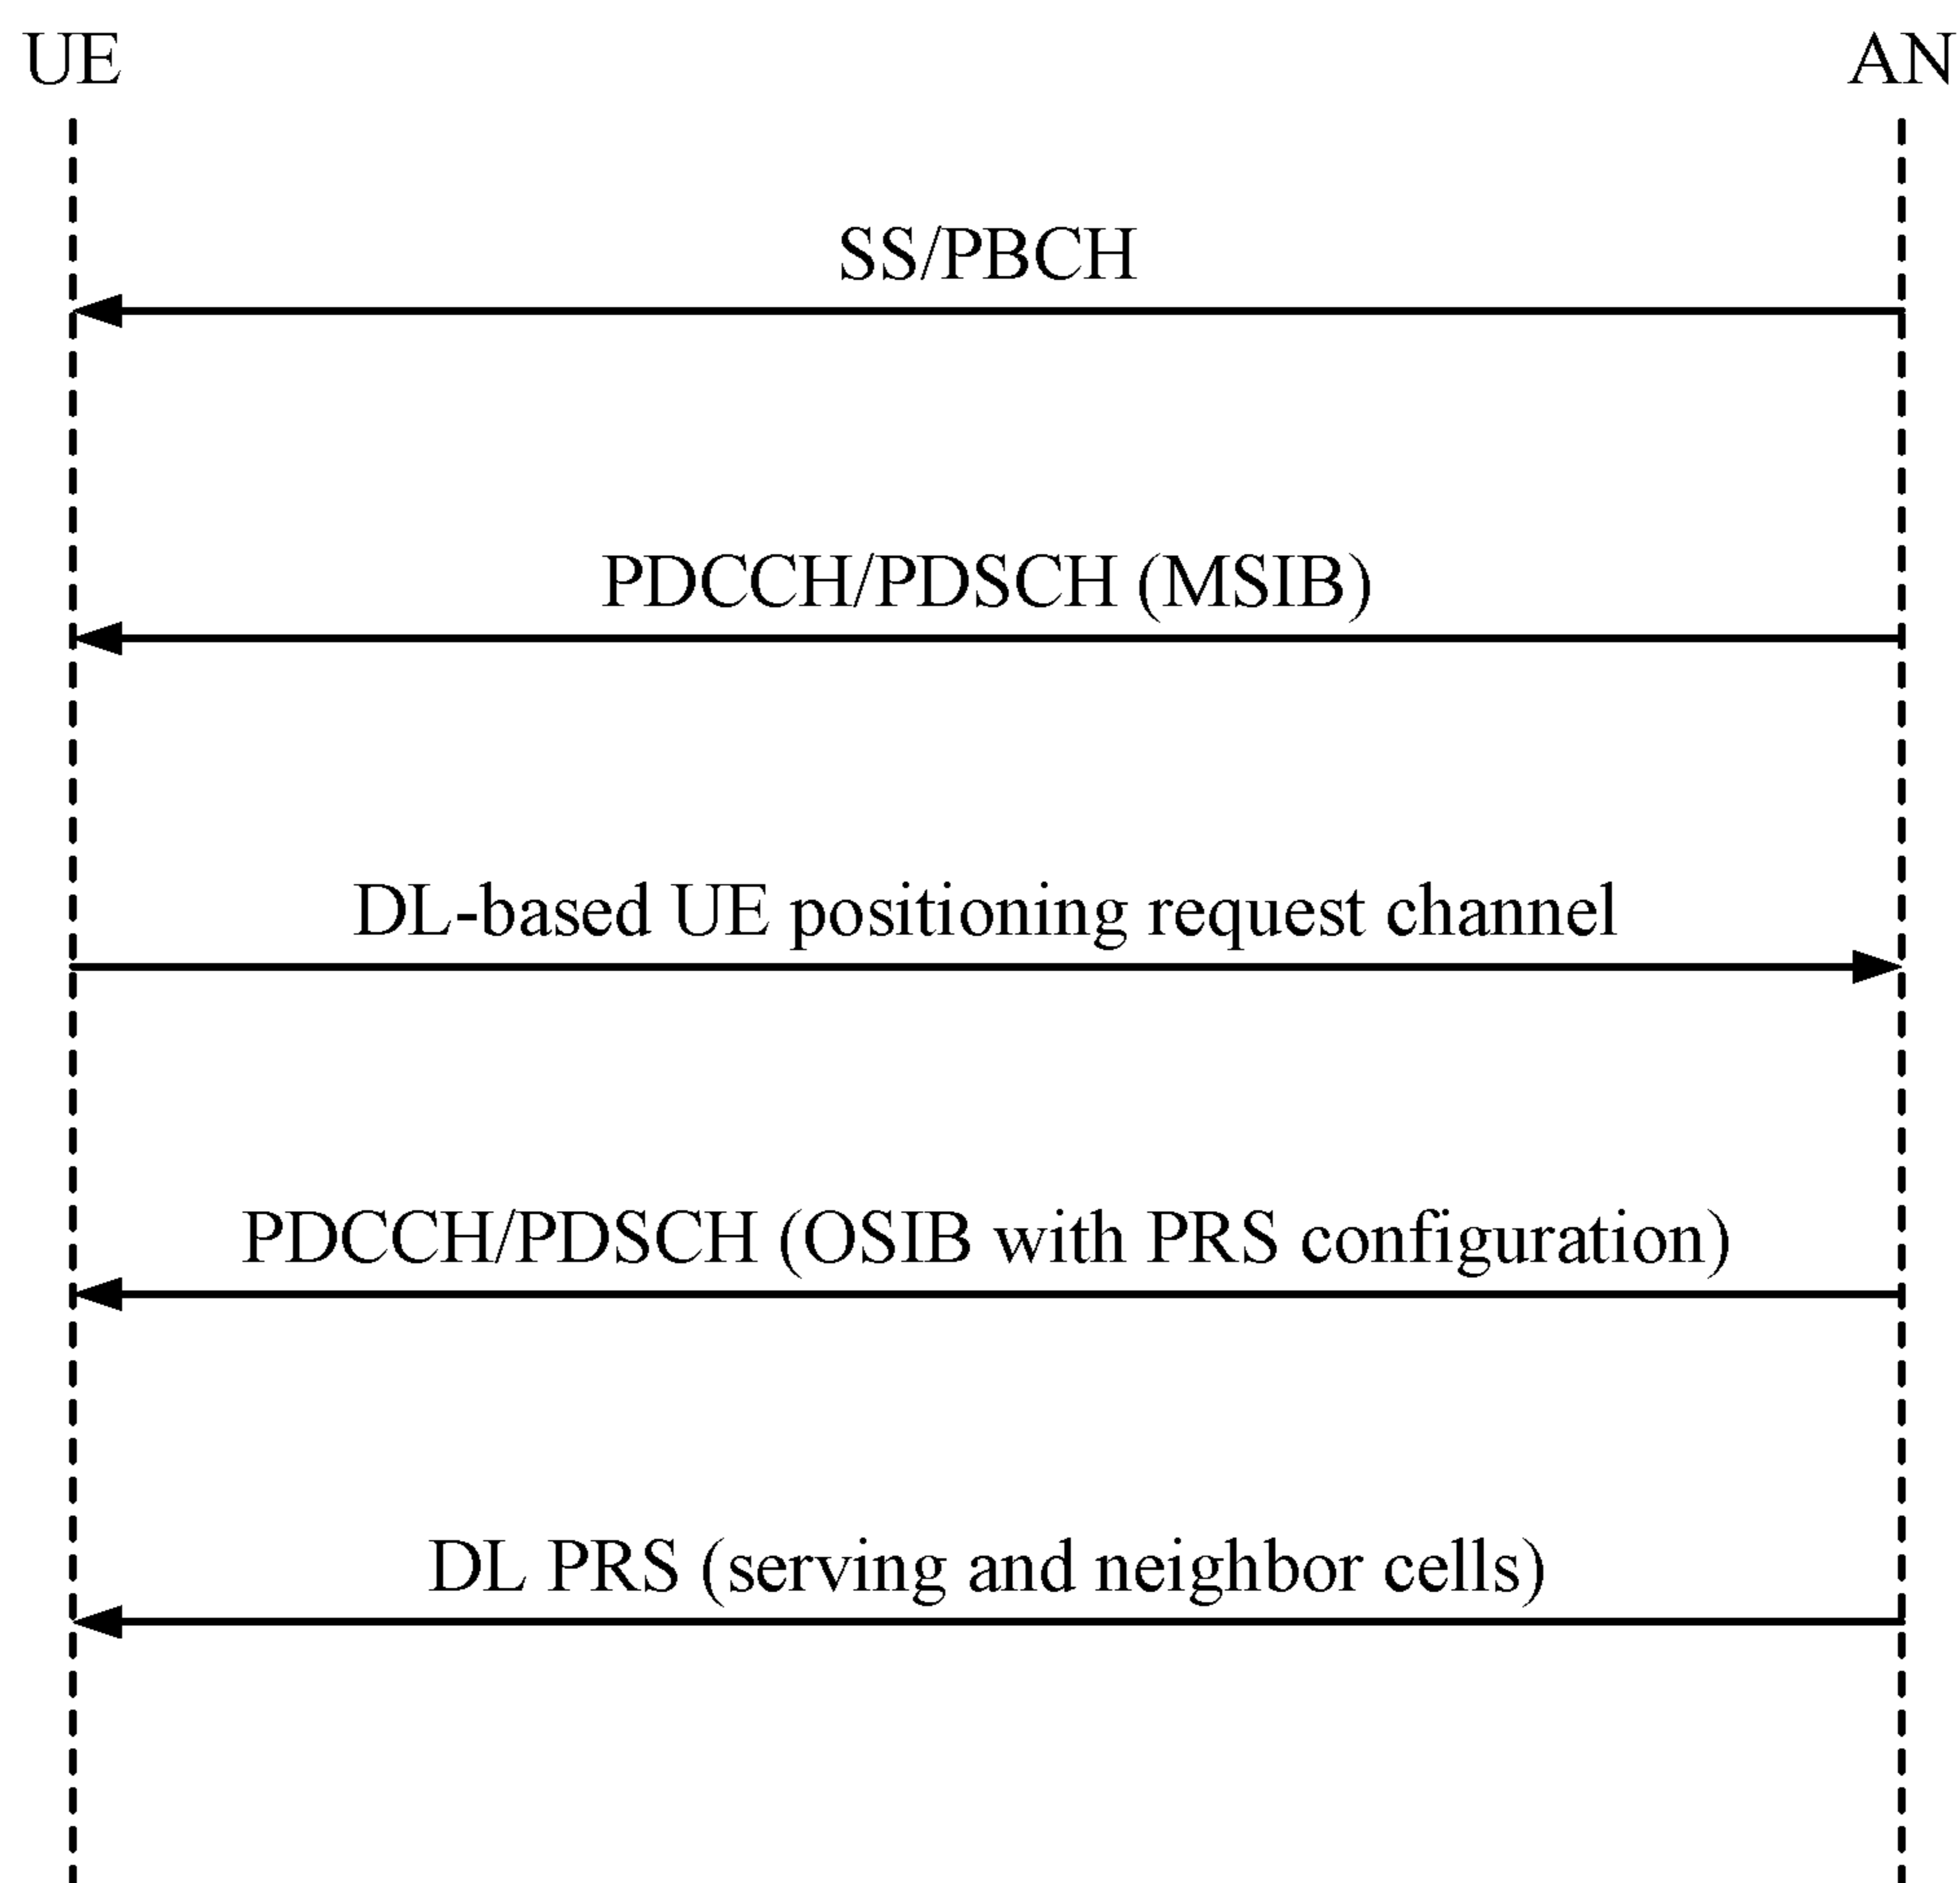 UE
AN
SS/PBCH
PDCCH/PDSCH (MSIB)
DL-based UE positioning request channel
PDCCH/PDSCH (OSIB with PRS configuration)
DL PRS (serving and neighbor cells)